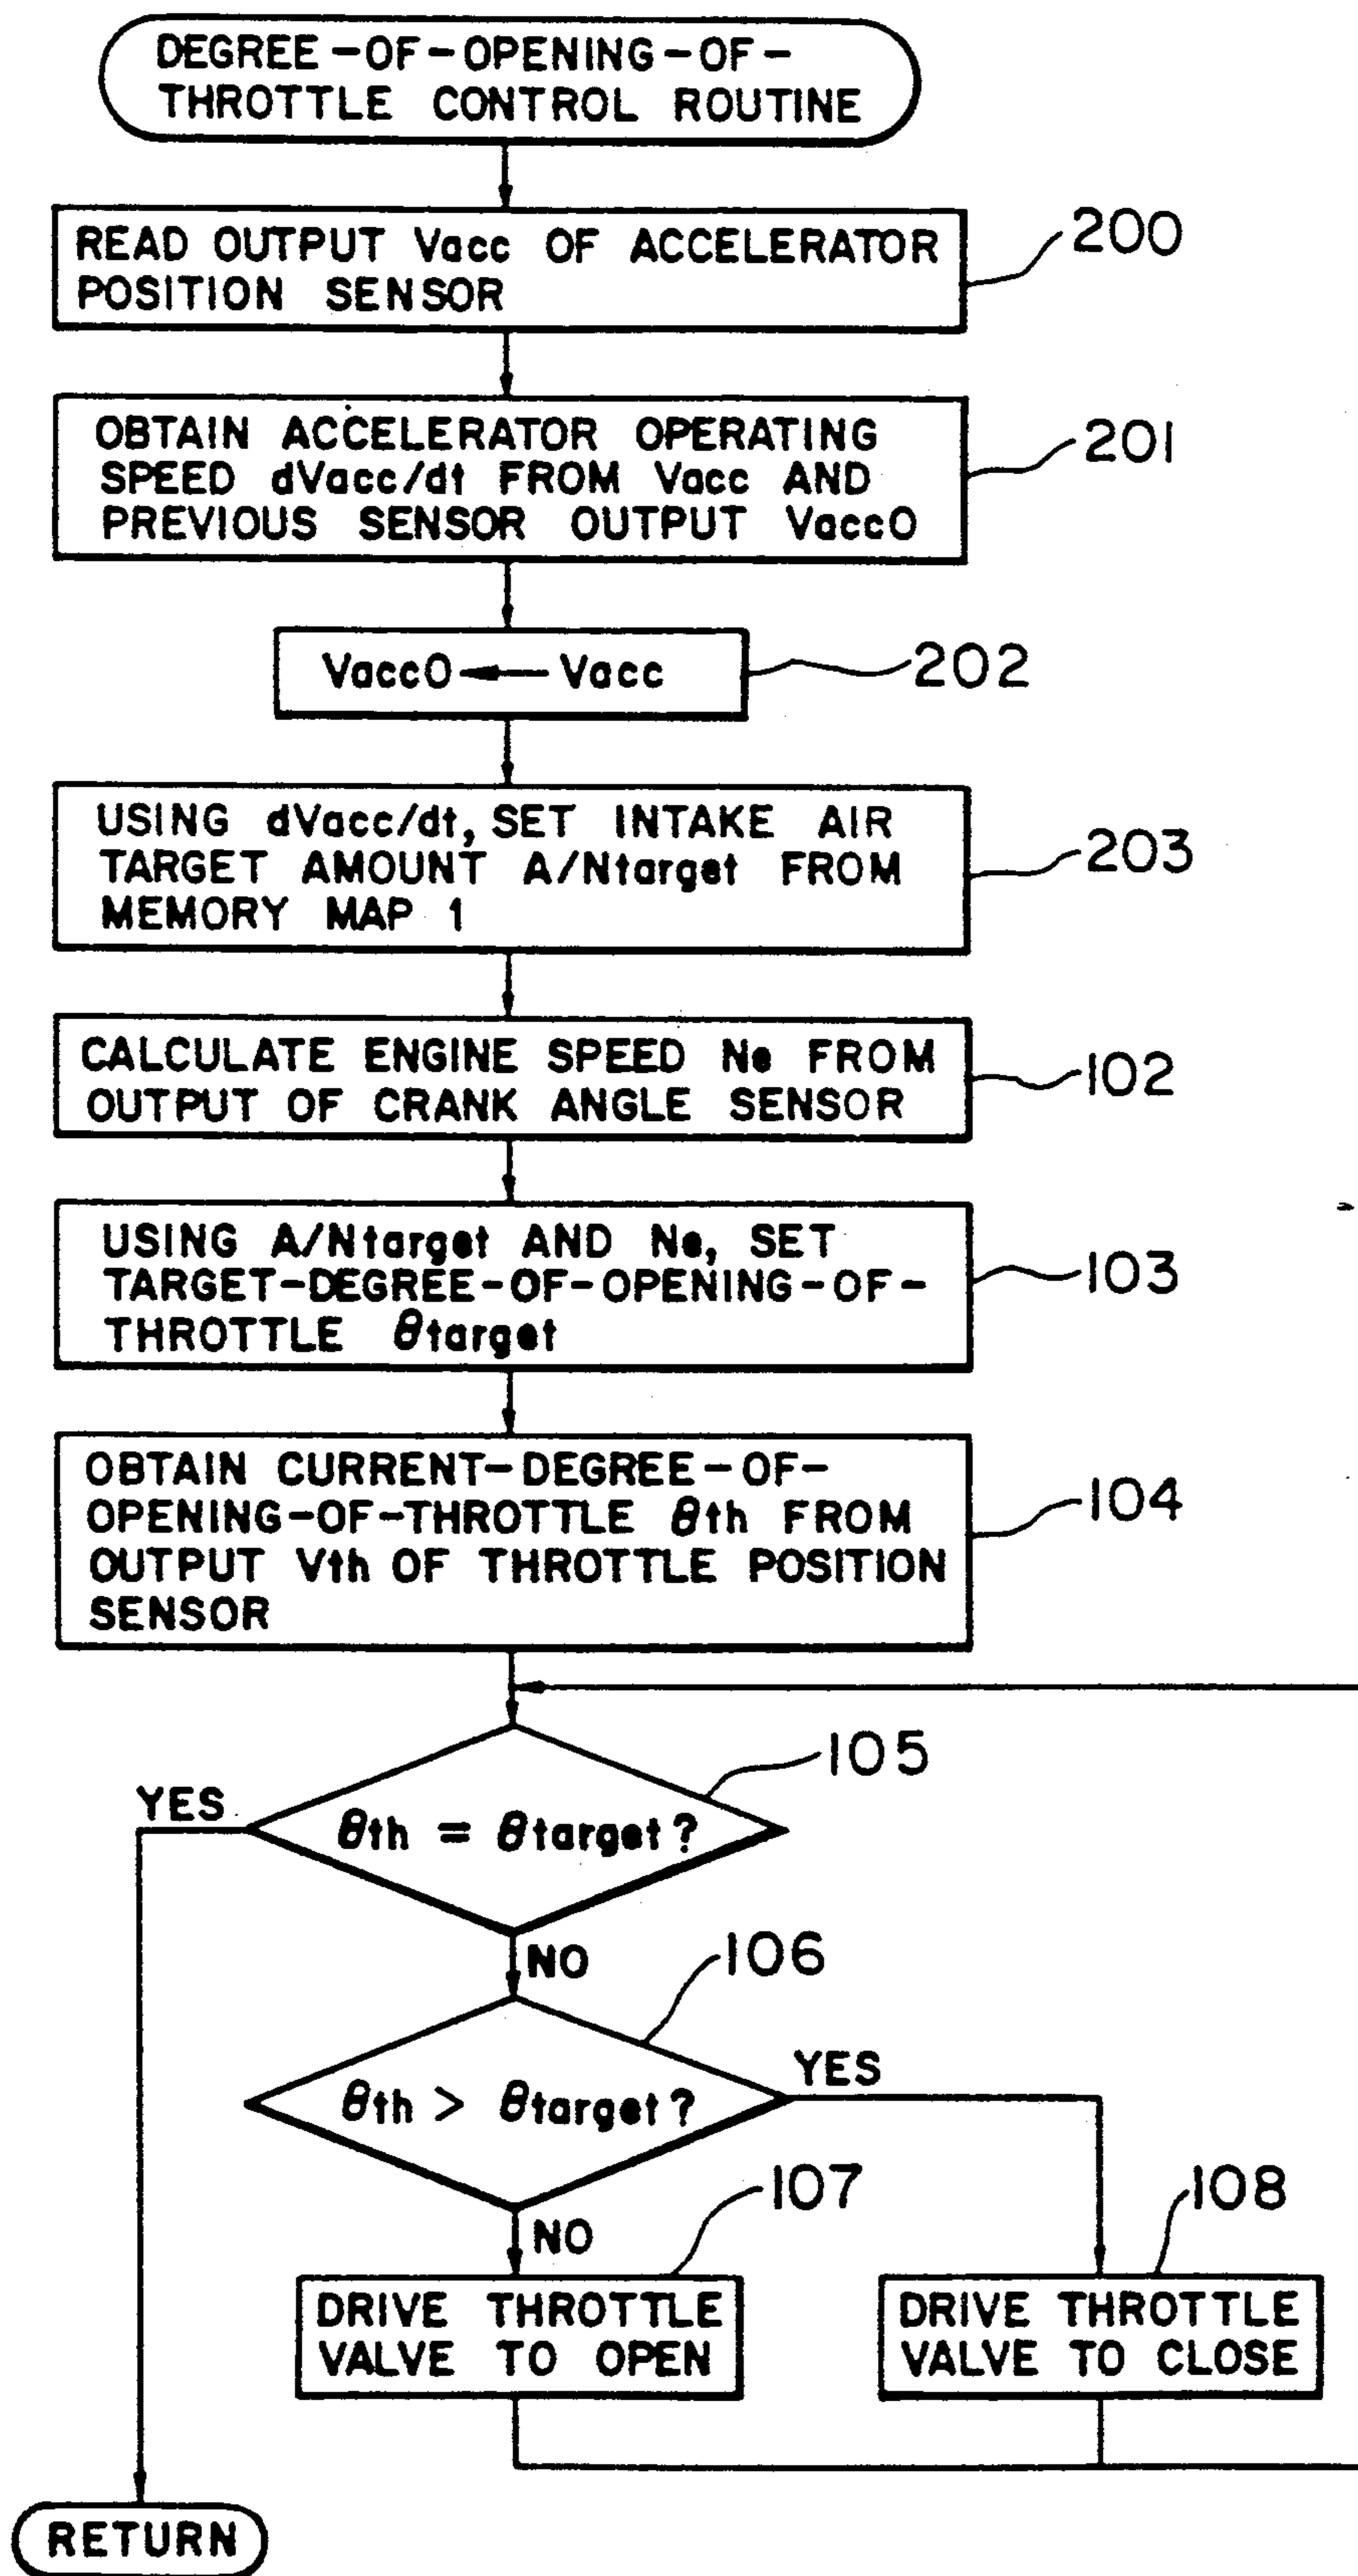 DEGREE-OF-OPENING-OF-
THROTTLE CONTROL ROUTINE
READ OUTPUT Vacc OF ACCELERATOR
POSITION SENSOR
200
OBTAIN ACCELERATOR OPERATING
SPEED dVacc/dt FROM Vacc AND
PREVIOUS SENSOR OUTPUT Vacc0
201
Vacc0 ← Vacc
202
USING dVacc/dt, SET INTAKE AIR
TARGET AMOUNT A/Ntarget FROM
MEMORY MAP 1
203
CALCULATE ENGINE SPEED Ne FROM
OUTPUT OF CRANK ANGLE SENSOR
102
USING A/Ntarget AND Ne, SET
TARGET-DEGREE-OF-OPENING-OF-
THROTTLE θtarget
103
OBTAIN CURRENT-DEGREE-OF-
OPENING-OF-THROTTLE θth FROM
OUTPUT Vth OF THROTTLE POSITION
SENSOR
104
105
YES
θth = θtarget?
NO
106
YES
θth > θtarget?
NO
107
DRIVE THROTTLE
VALVE TO OPEN
108
DRIVE THROTTLE
VALVE TO CLOSE
RETURN